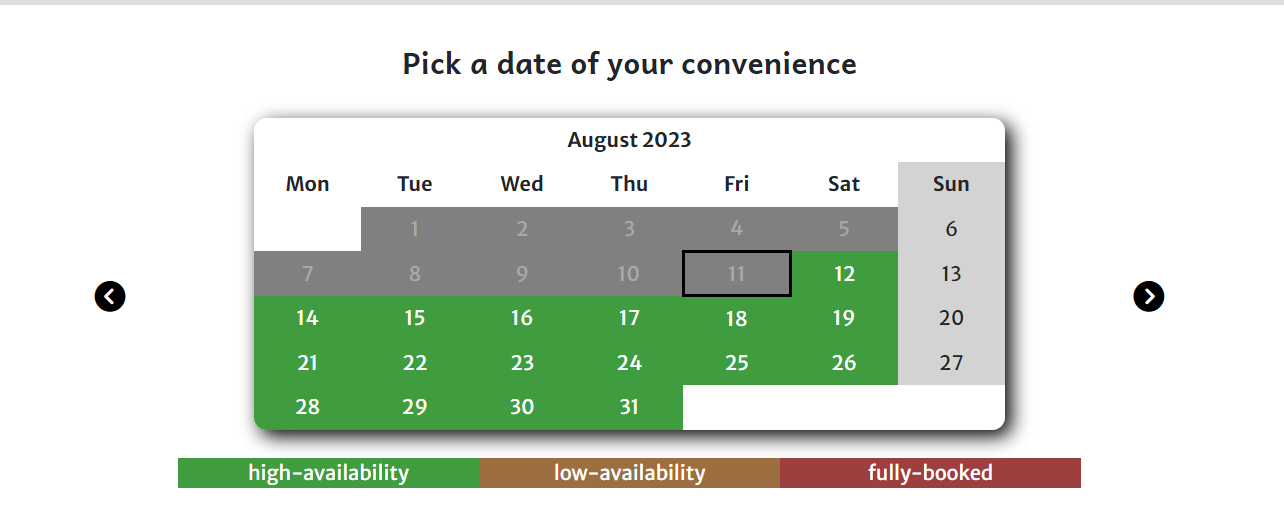 Pick a date of your convenience
August 2023
Mon Tue Wed Thu Fri Sat Sun
1 2 3 4 5 6
7 8 9 10 11 12 13
14 15 16 17 18 19 20
21 22 23 24 25 26 27
28 29 30 31
high-availability low-availability fully-booked